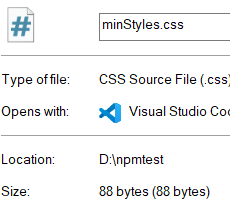 minStyles.css
Type of file: CSS Source File (.css)
Opens with: Visual Studio Coc
Location: D:\npmtest
Size: 88 bytes (88 bytes)